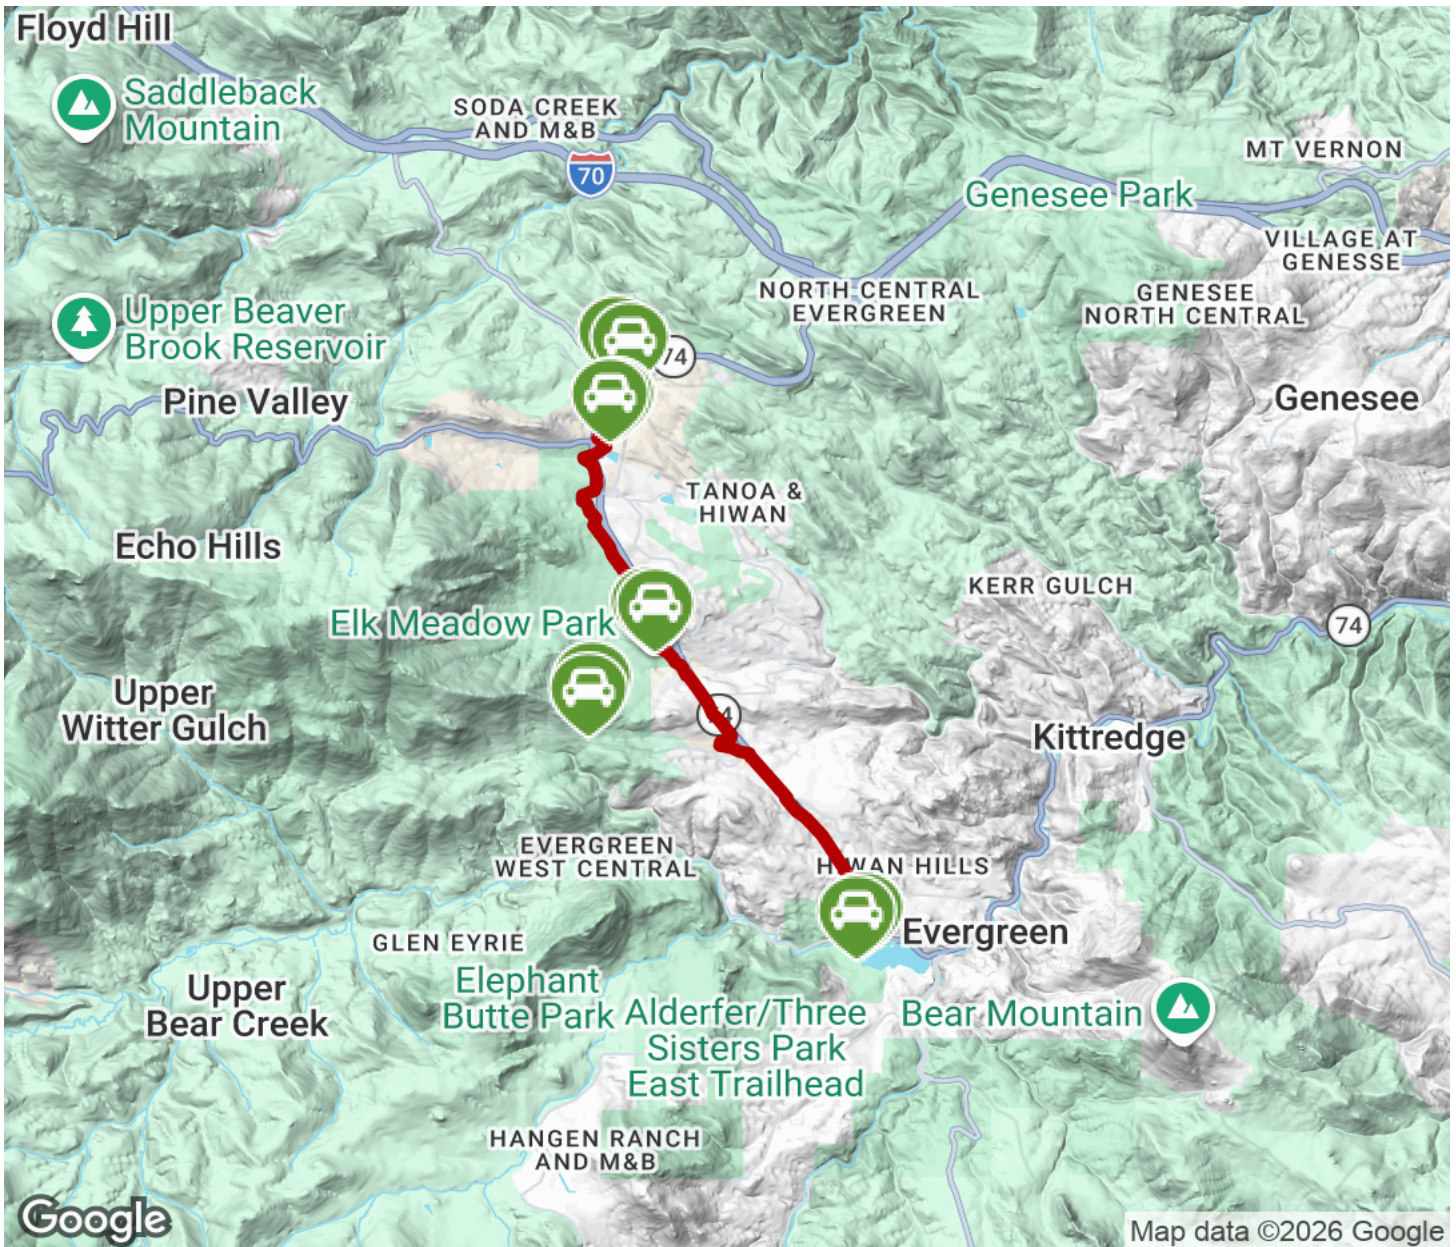 Floyd Hill
Saddleback
Mountain
SODA CREEK
AND M&B
70
MT VERNON
Genesee Park
VILLAGE AT
GENESSE
NORTH CENTRAL
EVERGREEN
GENESEE
NORTH CENTRAL
Upper Beaver
Brook Reservoir
74
Pine Valley
Genesee
TANOA &
HIWAN
Echo Hills
KERR GULCH
Elk Meadow Park
74
Upper
Witter Gulch
74
Kittredge
EVERGREEN
WEST CENTRAL
HIWAN HILLS
Evergreen
GLEN EYRIE
Elephant
Butte Park
Upper
Bear Creek
Alderfer/Three
Sisters Park
East Trailhead
Bear Mountain
HANGEN RANCH
AND M&B
Google
Map data ©2026 Google